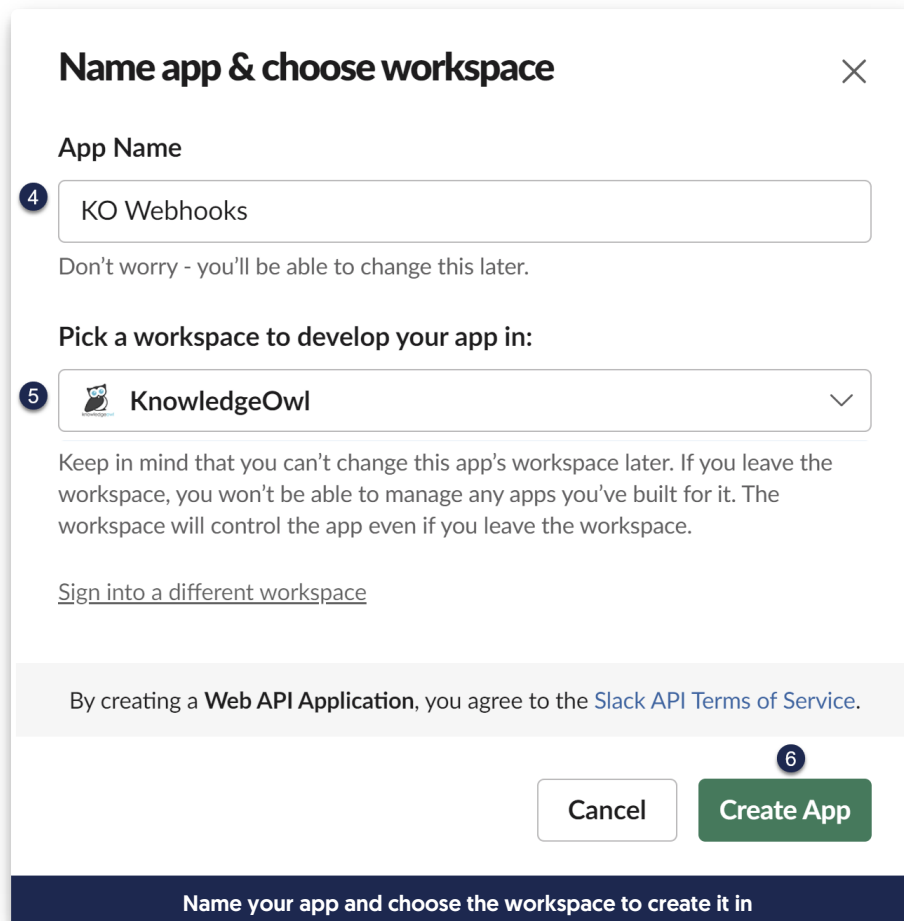 Name app & choose workspace
App Name
4
KO Webhooks
Don't worry - you'll be able to change this later.
Pick a workspace to develop your app in:
5
knowledgeowl
KnowledgeOwl
Keep in mind that you can't change this app's workspace later. If you leave the
workspace, you won't be able to manage any apps you've built for it. The
workspace will control the app even if you leave the workspace.
Sign into a different workspace
By creating a Web API Application, you agree to the Slack API Terms of Service.
6
Cancel
Create App
Name your app and choose the workspace to create it in